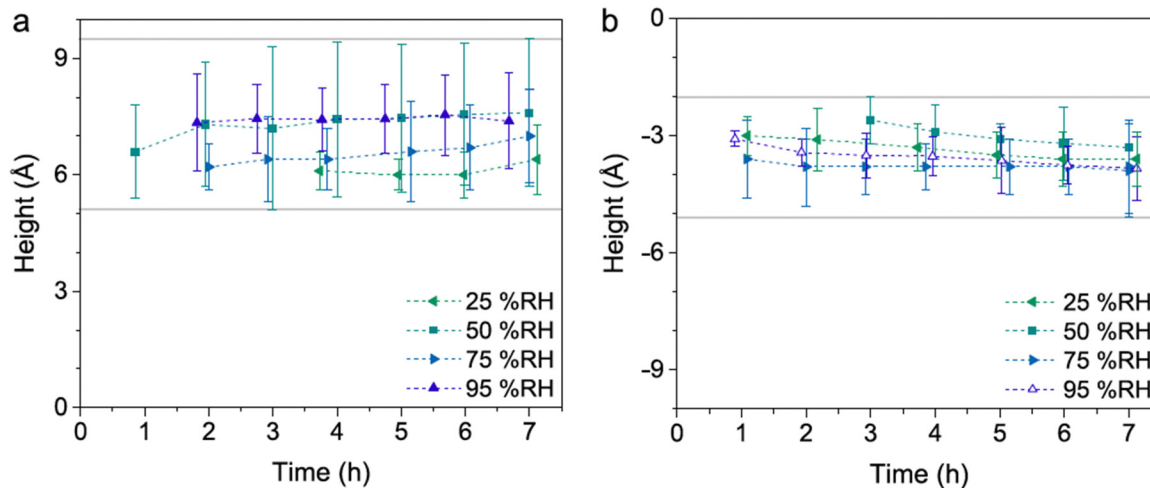 a
Height (Å)
9
6
3
0
25 %RH
50 %RH
75 %RH
95 %RH
0 1 2 3 4 5 6 7
Time (h)
b
Height (Å)
0
-3
-6
-9
25 %RH
50 %RH
75 %RH
95 %RH
0 1 2 3 4 5 6 7
Time (h)